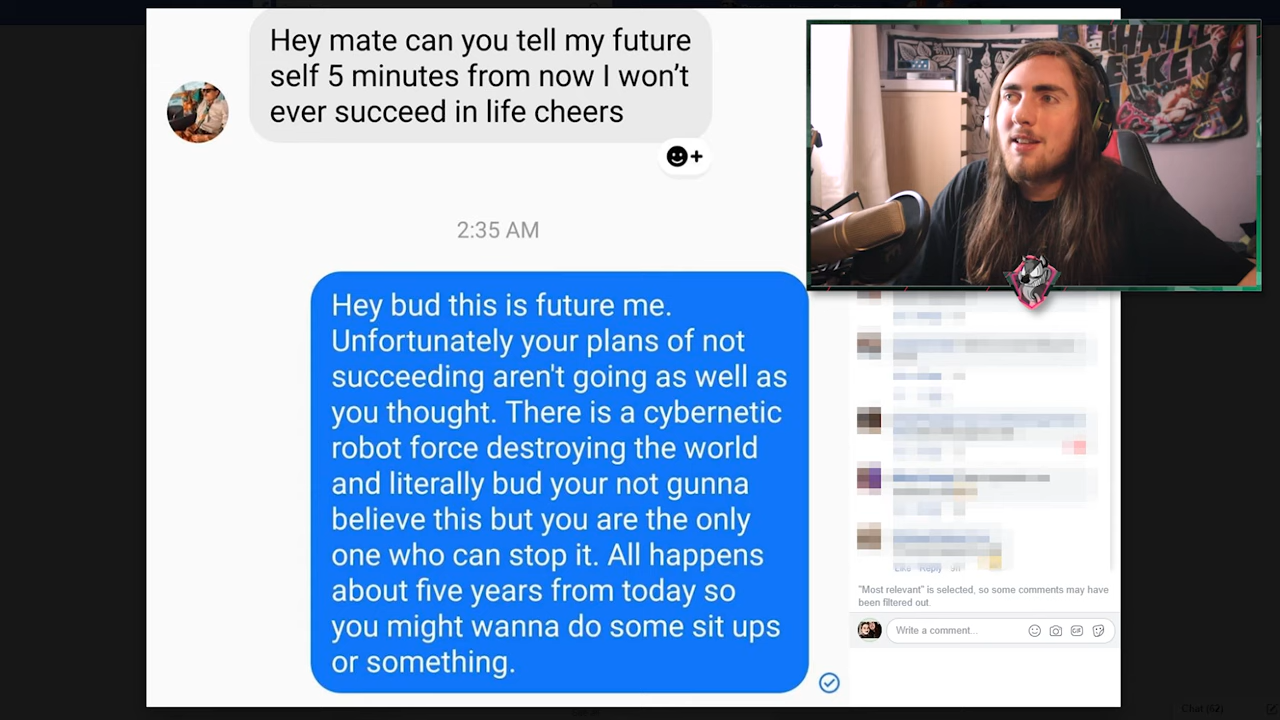 Hey mate can you tell my future
self 5 minutes from now I won’t
ever succeed in life cheers
2:35 AM
Hey bud this is future me.
Unfortunately your plans of not
succeeding aren't going as well as
you thought. There is a cybernetic
robot force destroying the world
and literally bud your not gunna
believe this but you are the only
one who can stop it. All happens
about five years from today so
you might wanna do some sit ups
or something.
THRILL
SEEKER
Like Reply
"Most relevant" is selected, so some comments may have
been filtered out.
Write a comment...
GIF